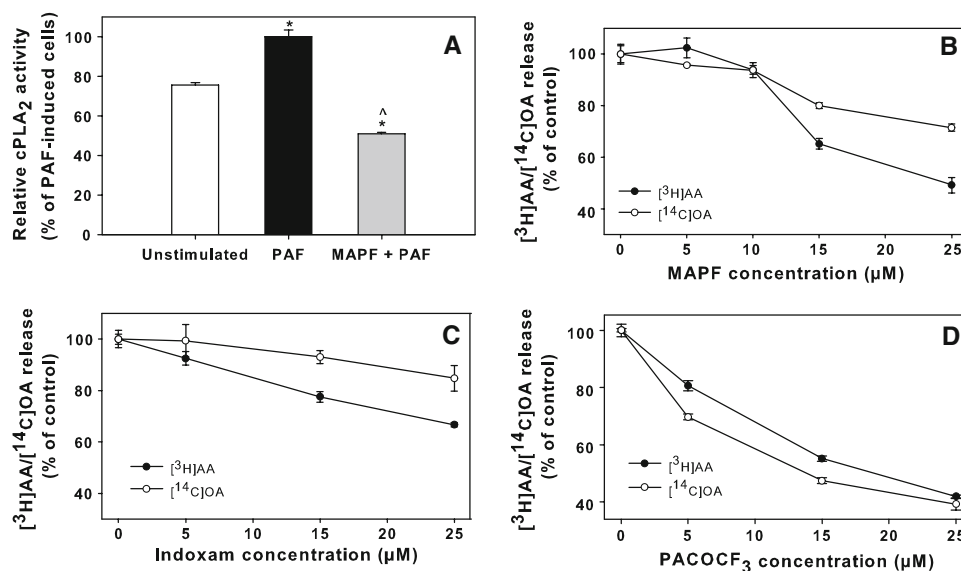 A
Relative cPLA2 activity
(% of PAF-induced cells)
100
80
60
40
20
0
*
^
*
Unstimulated
PAF
MAPF + PAF
B
[3H]AA/[14C]OA release
(% of control)
100
80
60
40
[3H]AA
[14C]OA
0
5
10
15
20
25
MAPF concentration (µM)
C
[3H]AA/[14C]OA release
(% of control)
100
80
60
40
[3H]AA
[14C]OA
0
5
10
15
20
25
Indoxam concentration (µM)
D
[3H]AA/[14C]OA release
(% of control)
100
80
60
40
[3H]AA
[14C]OA
0
5
10
15
20
25
PACOCF3 concentration (µM)